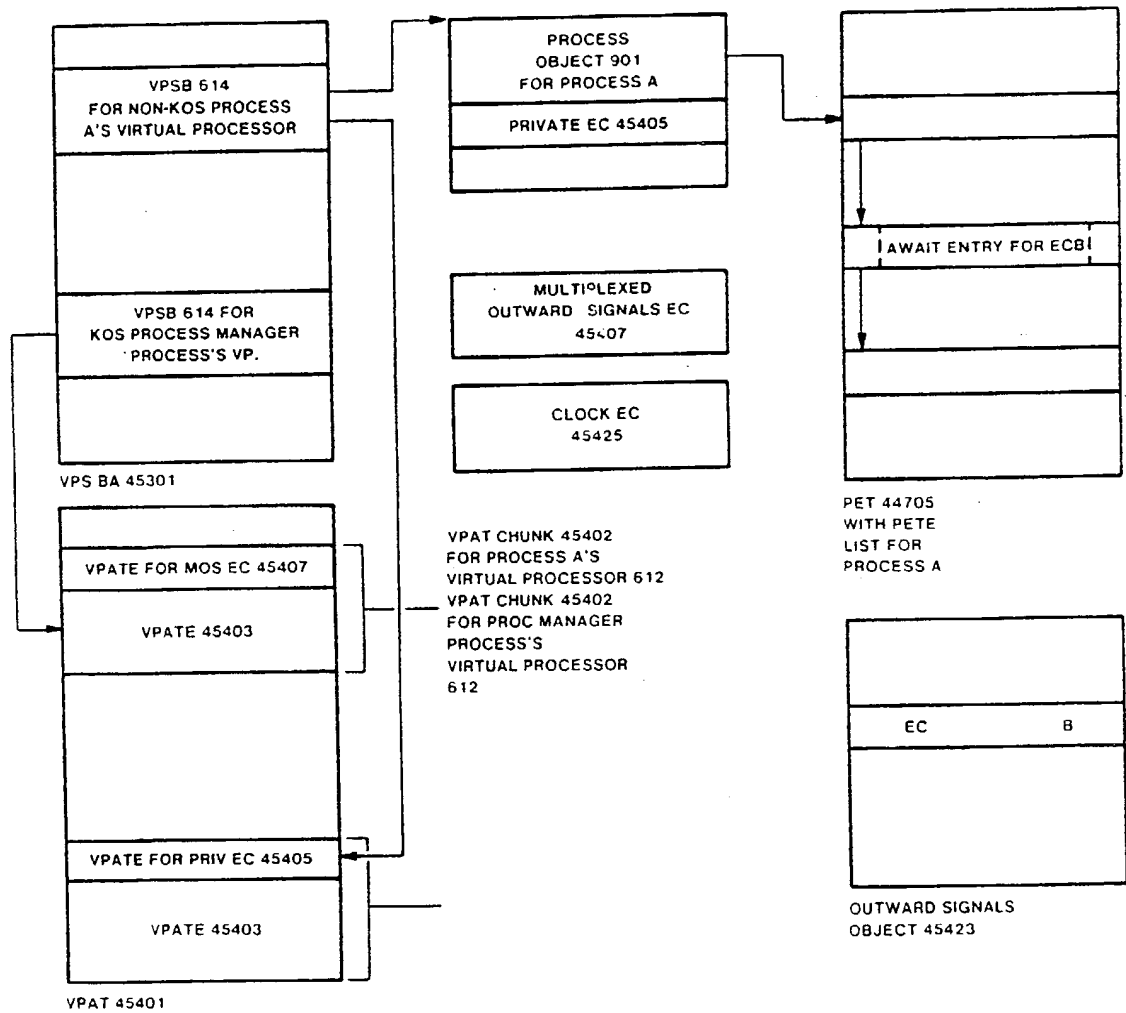 VPSB 614
FOR NON-KOS PROCESS
A'S VIRTUAL PROCESSOR
VPSB 614 FOR
KOS PROCESS MANAGER
PROCESS'S VP.
VPS BA 45301
PROCESS
OBJECT 901
FOR PROCESS A
PRIVATE EC 45405
MULTIPLEXED
OUTWARD SIGNALS EC
45407
CLOCK EC
45425
AWAIT ENTRY FOR ECB
PET 44705
WITH PETE
LIST FOR
PROCESS A
VPATE FOR MOS EC 45407
VPATE 45403
VPATE FOR PRIV EC 45405
VPATE 45403
VPAT 45401
VPAT CHUNK 45402
FOR PROCESS A'S
VIRTUAL PROCESSOR 612
VPAT CHUNK 45402
FOR PROC MANAGER
PROCESS'S
VIRTUAL PROCESSOR
612
EC B
OUTWARD SIGNALS
OBJECT 45423